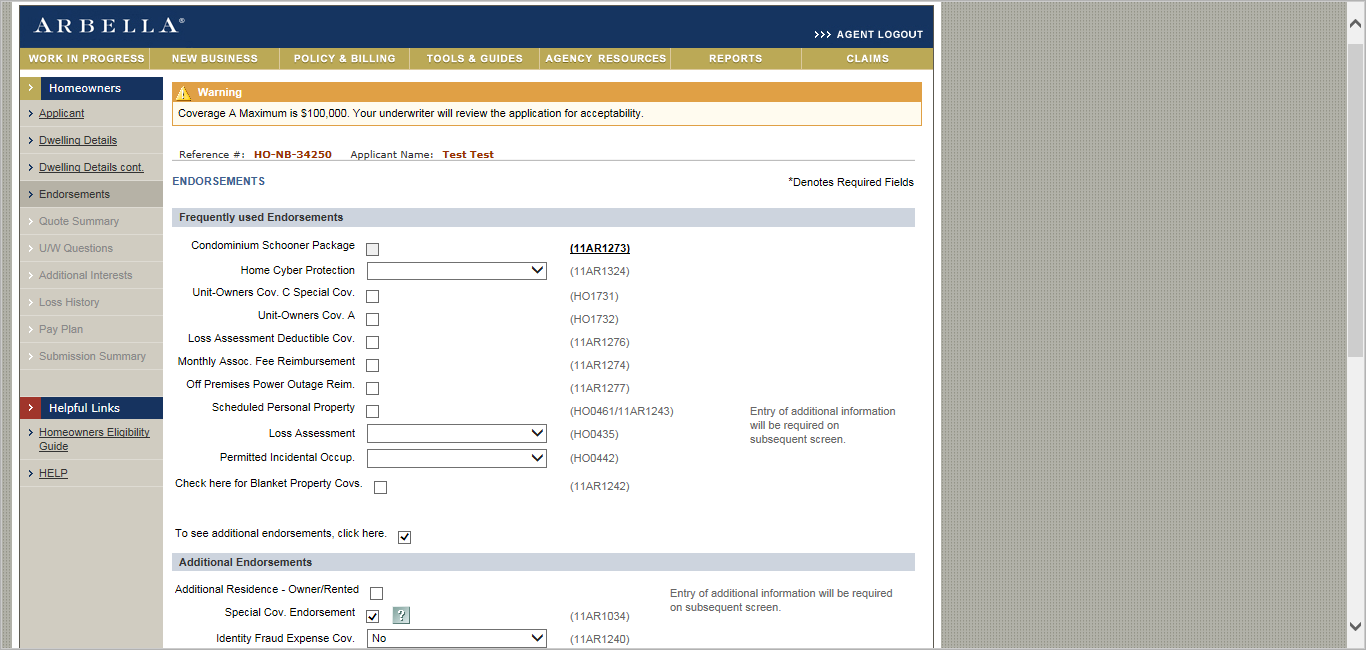 ARBELLA®
>>> AGENT LOGOUT
WORK IN PROGRESS NEW BUSINESS POLICY & BILLING TOOLS & GUIDES AGENCY RESOURCES REPORTS CLAIMS
Homeowners
Applicant
Dwelling Details
Dwelling Details cont.
Endorsements
Quote Summary
U/W Questions
Additional Interests
Loss History
Pay Plan
Submission Summary
Helpful Links
Homeowners Eligibility
Guide
HELP
Warning
Coverage A Maximum is $100,000. Your underwriter will review the application for acceptability.
Reference #: HO-NB-34250 Applicant Name: Test Test
ENDORSEMENTS
*Denotes Required Fields
Frequently used Endorsements
Condominium Schooner Package (11AR1273)
Home Cyber Protection (11AR1324)
Unit-Owners Cov. C Special Cov. (HO1731)
Unit-Owners Cov. A (HO1732)
Loss Assessment Deductible Cov. (11AR1276)
Monthly Assoc. Fee Reimbursement (11AR1274)
Off Premises Power Outage Reim. (11AR1277)
Scheduled Personal Property (HO0461/11AR1243)
Entry of additional information
will be required on
subsequent screen.
Loss Assessment (HO0435)
Permitted Incidental Occup. (HO0442)
Check here for Blanket Property Covs. (11AR1242)
To see additional endorsements, click here.
Additional Endorsements
Additional Residence - Owner/Rented
Entry of additional information will be required
on subsequent screen.
Special Cov. Endorsement ? (11AR1034)
Identity Fraud Expense Cov. No (11AR1240)